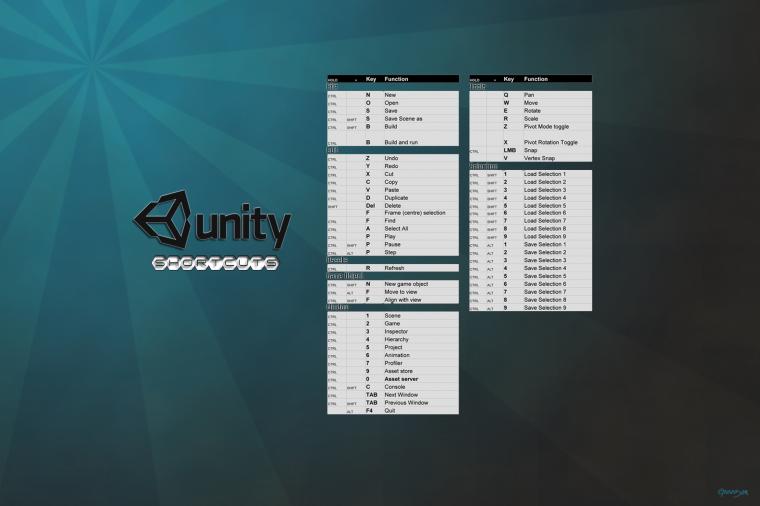 unity
SHORTCUTS
HOLD + Key Function
File
CTRL N New
CTRL O Open
CTRL S Save
CTRL SHIFT S Save Scene as
CTRL SHIFT B Build
CTRL B Build and run
Edit
CTRL Z Undo
CTRL Y Redo
CTRL X Cut
CTRL C Copy
CTRL V Paste
CTRL D Duplicate
SHIFT Del Delete
F Frame (centre) selection
CTRL F Find
CTRL A Select All
CTRL P Play
CTRL SHIFT P Pause
CTRL ALT P Step
Assets
CTRL R Refresh
Game Object
CTRL SHIFT N New game object
CTRL ALT F Move to view
CTRL SHIFT F Align with view
Window
CTRL 1 Scene
CTRL 2 Game
CTRL 3 Inspector
CTRL 4 Hierarchy
CTRL 5 Project
CTRL 6 Animation
CTRL 7 Profiler
CTRL 9 Asset store
CTRL 0 Asset server
CTRL SHIFT C Console
CTRL TAB Next Window
CTRL SHIFT TAB Previous Window
ALT F4 Quit
HOLD + Key Function
Tools
Q Pan
W Move
E Rotate
R Scale
Z Pivot Mode toggle
X Pivot Rotation Toggle
CTRL LMB Snap
V Vertex Snap
Selection
CTRL SHIFT 1 Load Selection 1
CTRL SHIFT 2 Load Selection 2
CTRL SHIFT 3 Load Selection 3
CTRL SHIFT 4 Load Selection 4
CTRL SHIFT 5 Load Selection 5
CTRL SHIFT 6 Load Selection 6
CTRL SHIFT 7 Load Selection 7
CTRL SHIFT 8 Load Selection 8
CTRL SHIFT 9 Load Selection 9
CTRL ALT 1 Save Selection 1
CTRL ALT 2 Save Selection 2
CTRL ALT 3 Save Selection 3
CTRL ALT 4 Save Selection 4
CTRL ALT 5 Save Selection 5
CTRL ALT 6 Save Selection 6
CTRL ALT 7 Save Selection 7
CTRL ALT 8 Save Selection 8
CTRL ALT 9 Save Selection 9